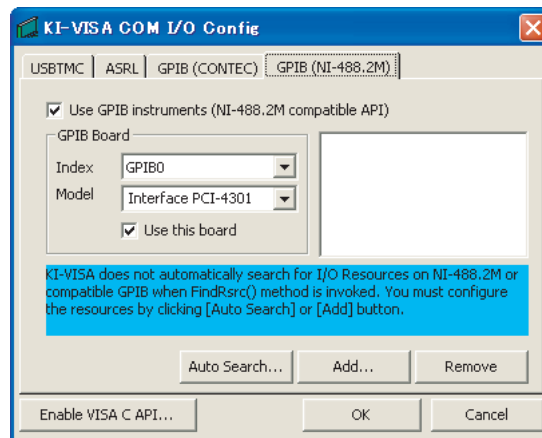 KI-VISA COM I/O Config
USBTMC ASRL GPIB (CONTEC) GPIB (NI-488.2M)
Use GPIB instruments (NI-488.2M compatible API)
GPIB Board
Index GPIB0
Model Interface PCI-4301
Use this board
KI-VISA does not automatically search for I/O Resources on NI-488.2M or
compatible GPIB when FindRsrc() method is invoked. You must configure
the resources by clicking [Auto Search] or [Add] button.
Auto Search... Add... Remove
Enable VISA C API... OK Cancel